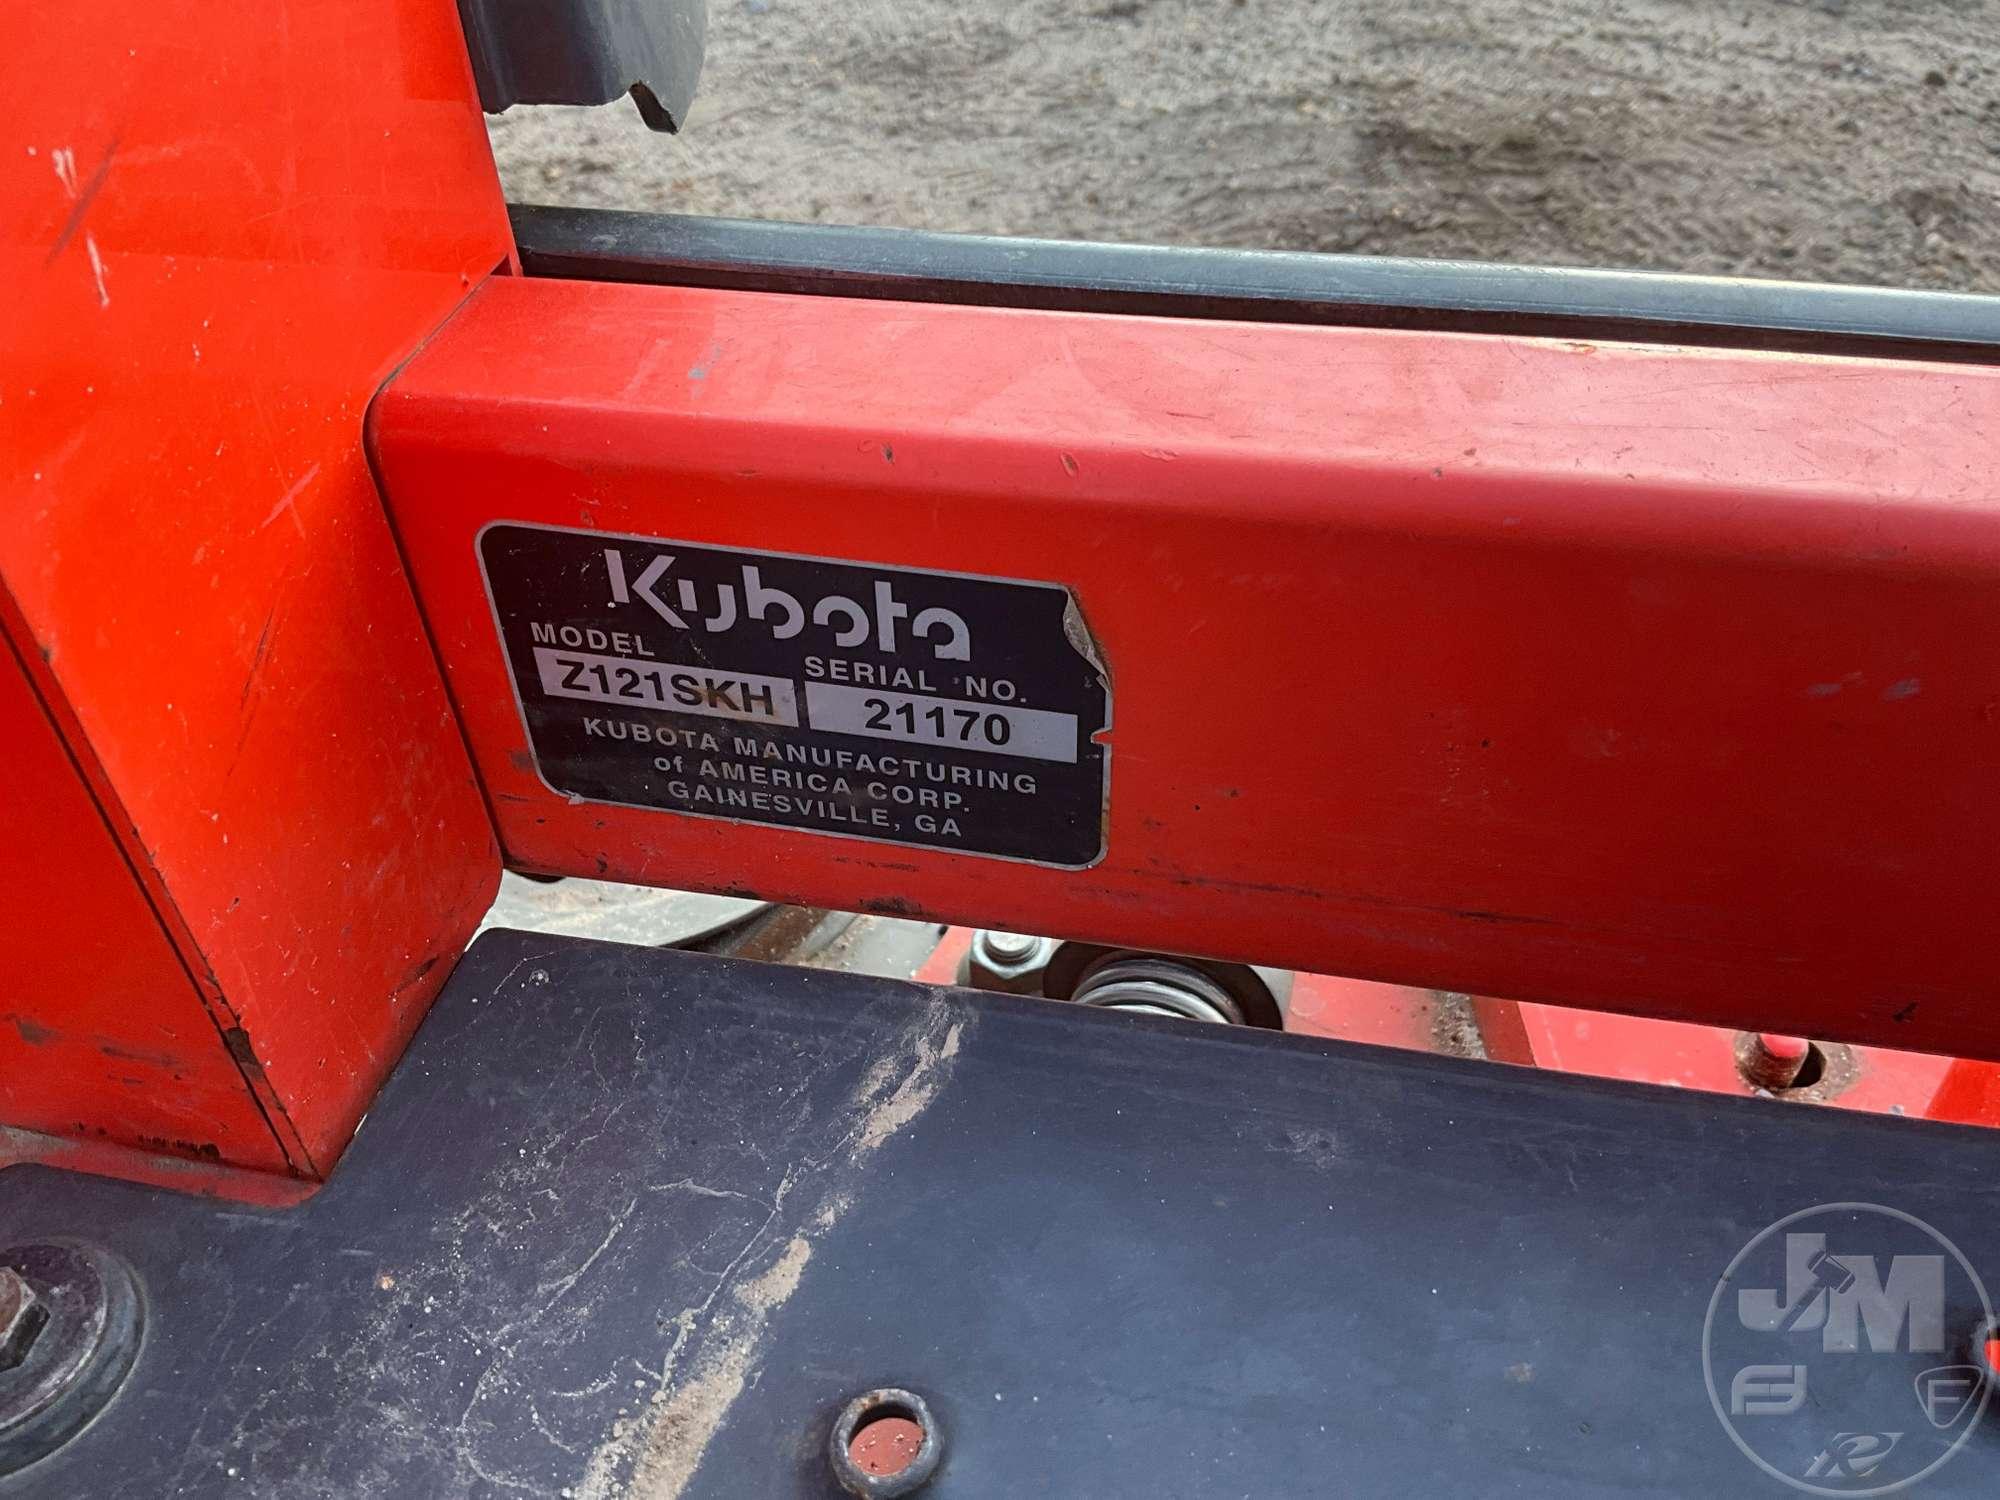 Kubota
MODEL
SERIAL NO.
Z121SKH
21170
KUBOTA MANUFACTURING
of AMERICA CORP.
GAINESVILLE, GA
JM
F